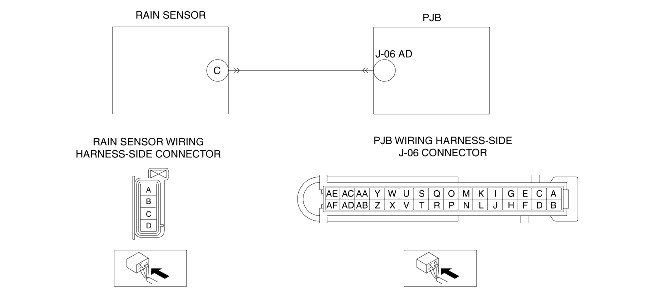 RAIN SENSOR
PJB
J-06 AD
C
RAIN SENSOR WIRING
HARNESS-SIDE CONNECTOR
PJB WIRING HARNESS-SIDE
J-06 CONNECTOR
A
B
C
D
AE AC AA Y W U S Q O M K I G E C A
AF AD AB Z X V T R P N L J H F D B